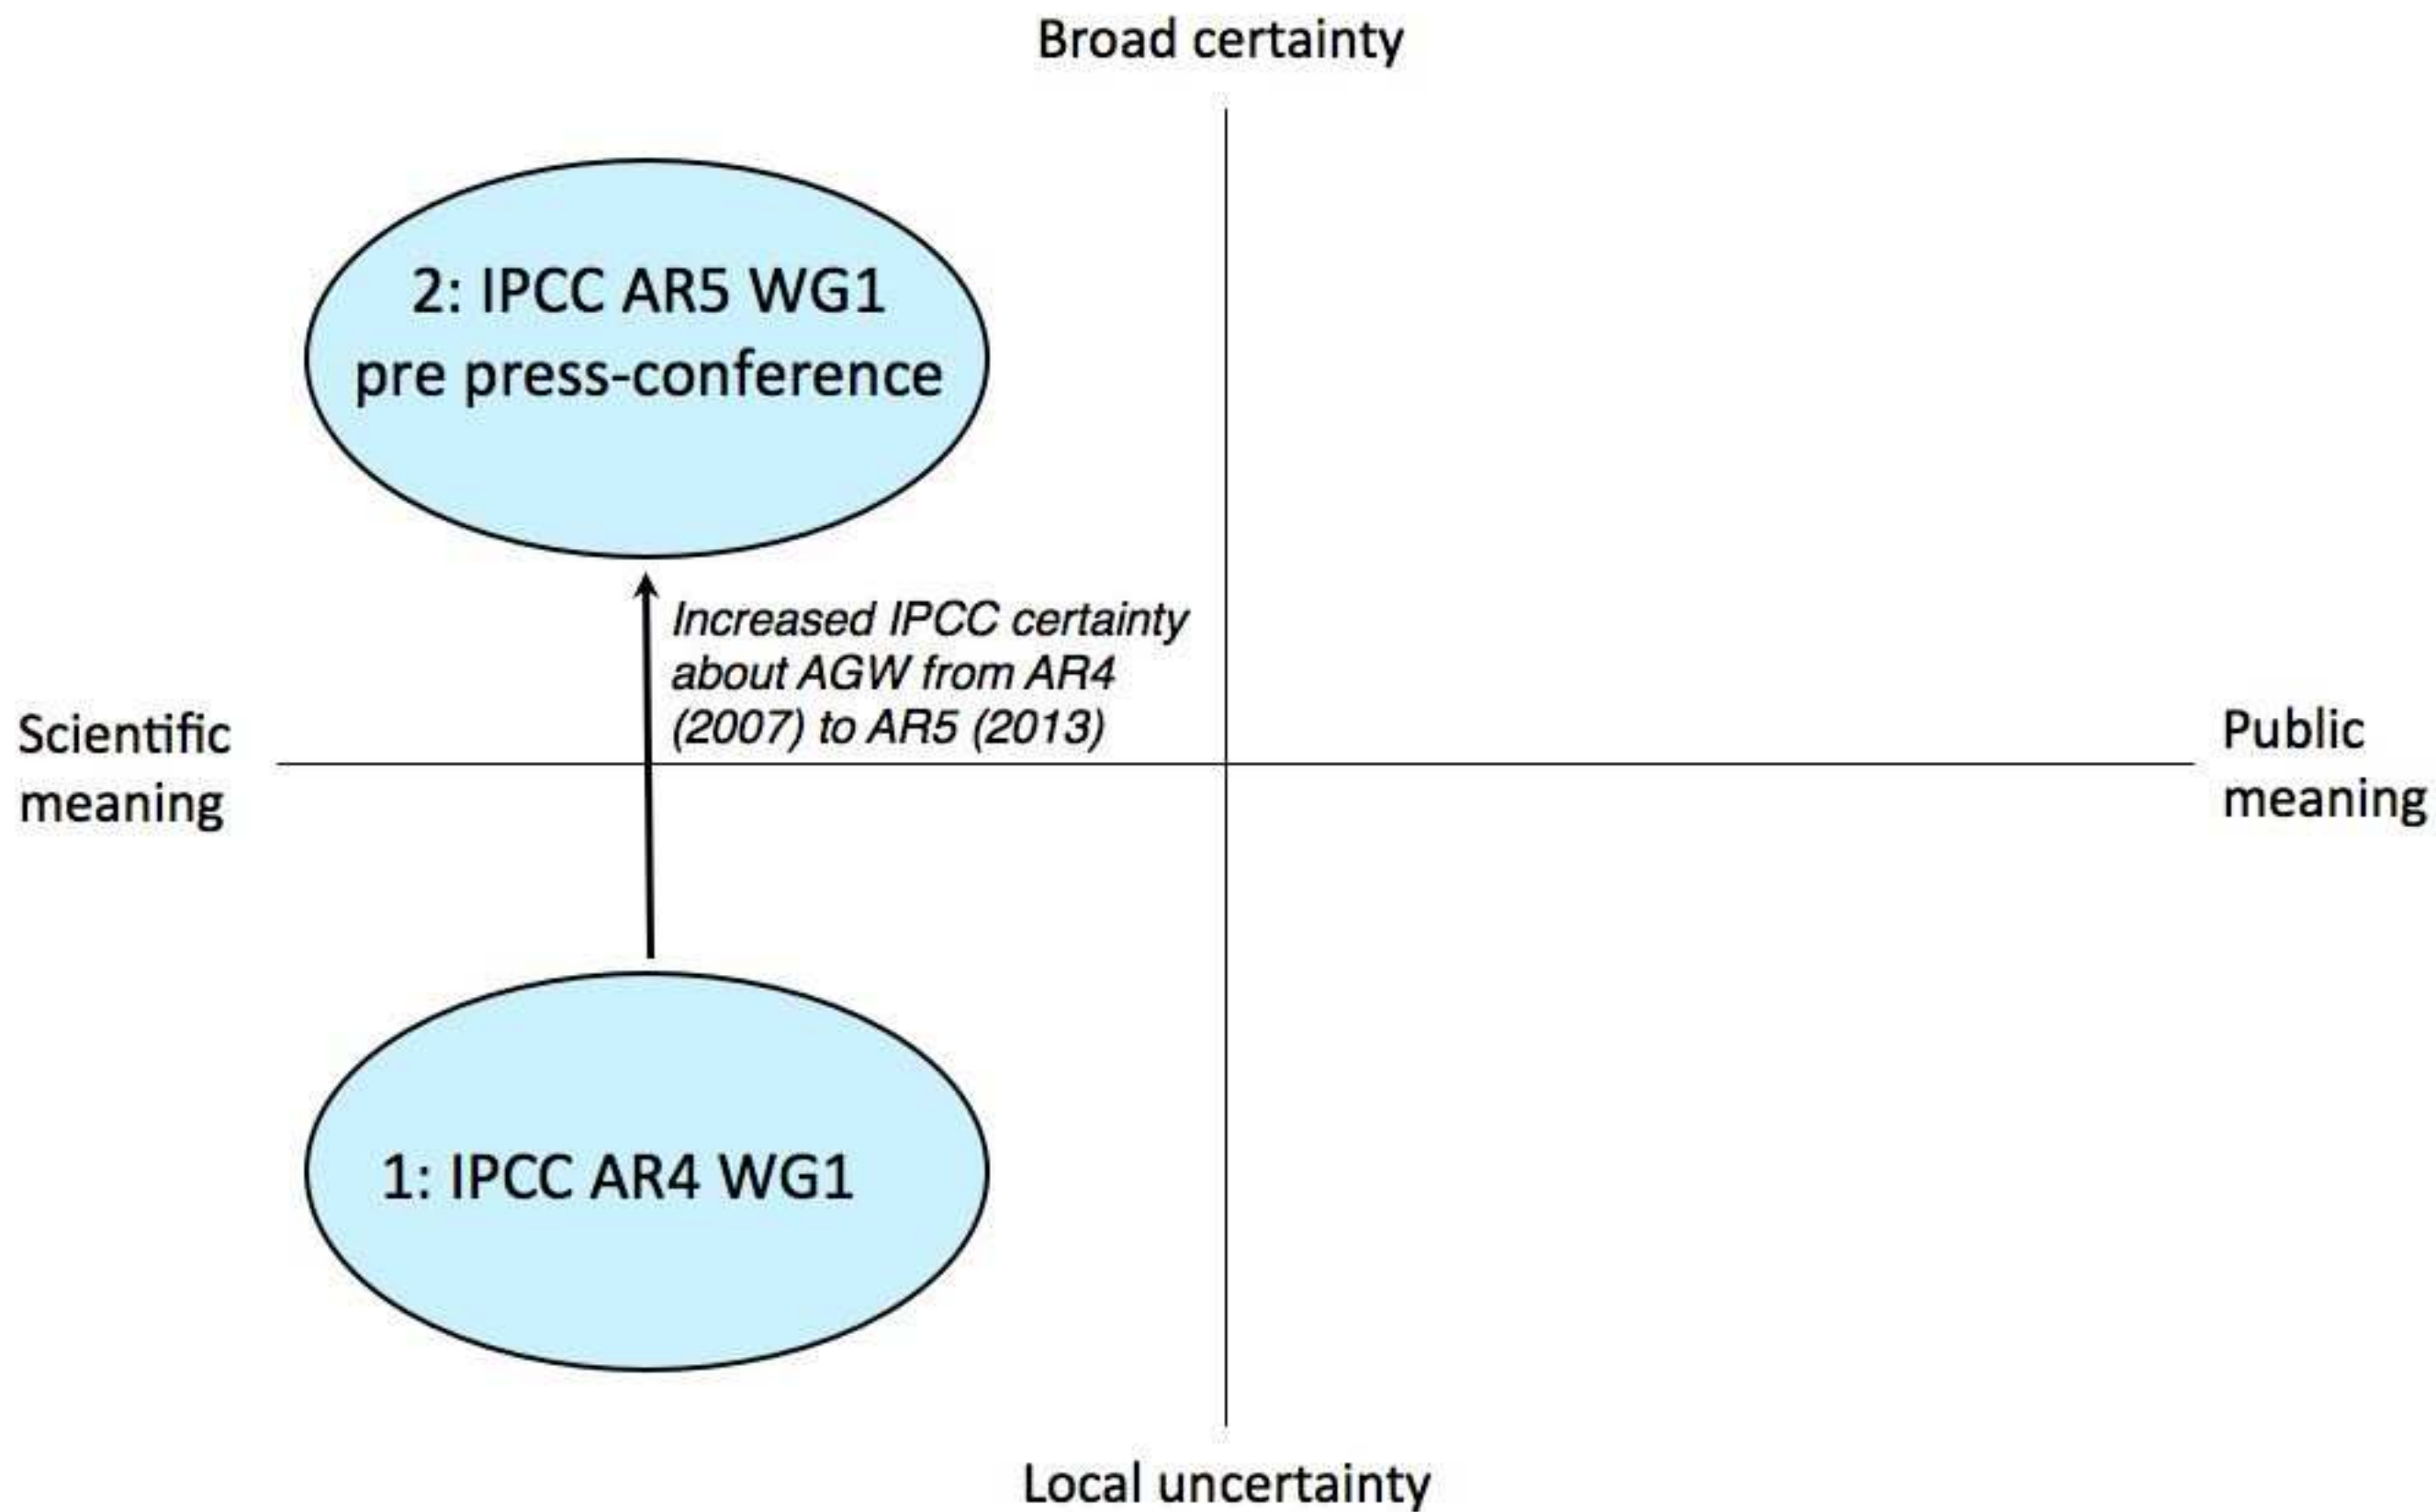 Broad certainty
2: IPCC AR5 WG1
pre press-conference
Increased IPCC certainty
about AGW from AR4
(2007) to AR5 (2013)
Scientific
meaning
Public
meaning
1: IPCC AR4 WG1
Local uncertainty